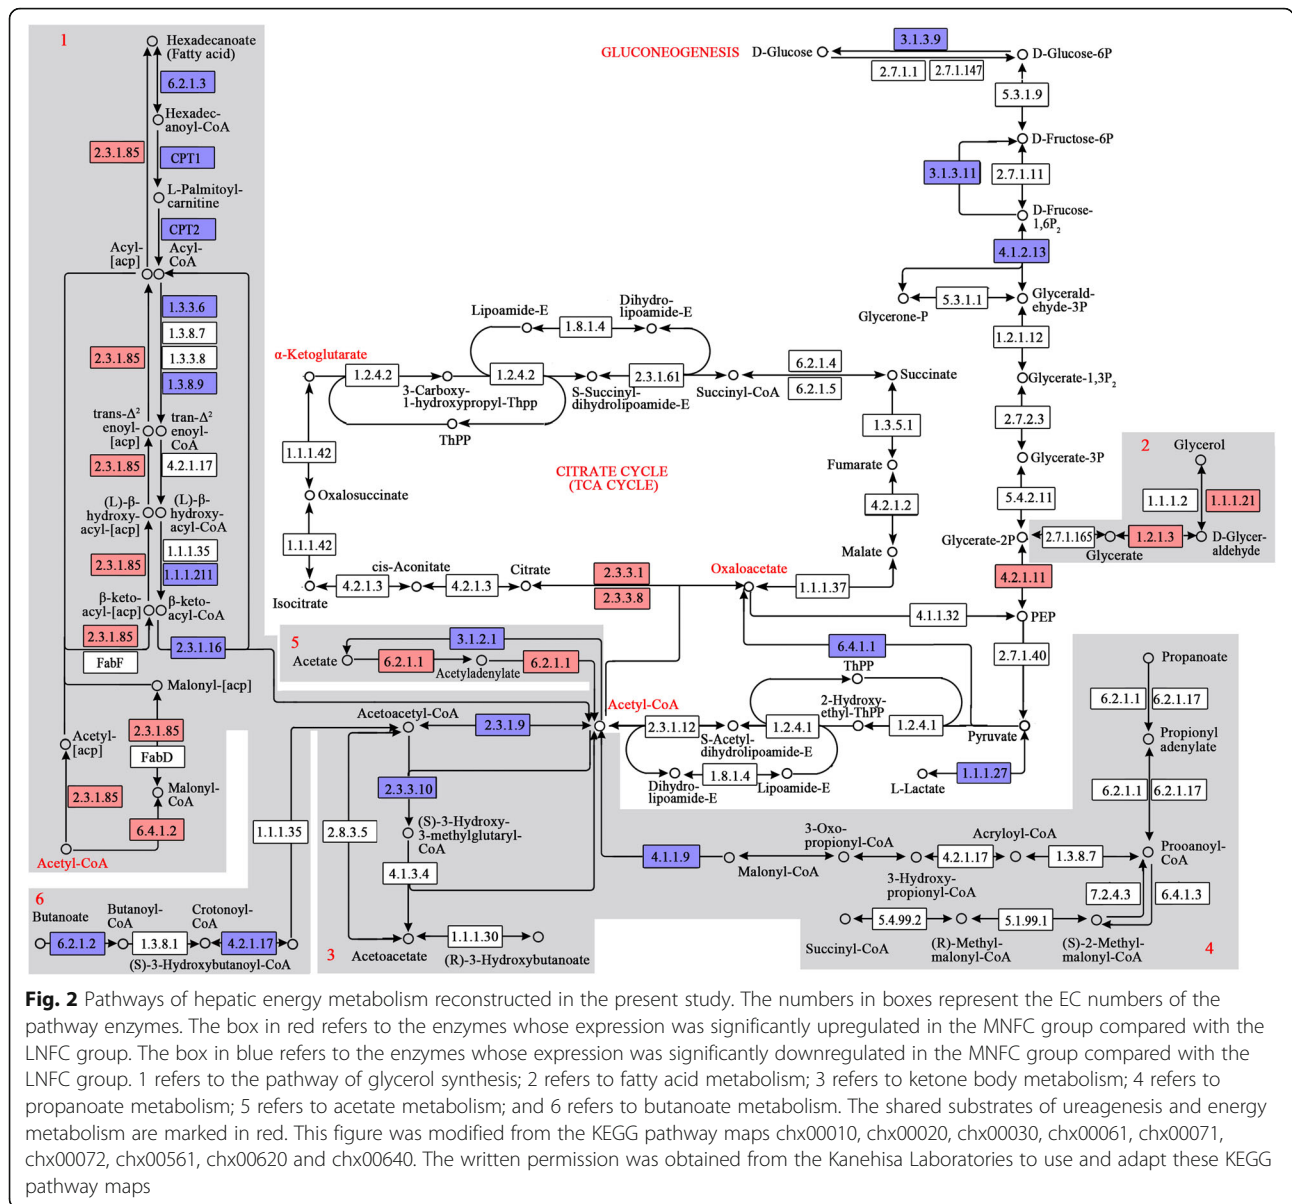 1
Hexadecanoate
(Fatty acid)
6.2.1.3
Hexadec-
anoyl-CoA
2.3.1.85
CPT1
L-Palmitoyl-
carnitine
CPT2
Acyl-
[acp]
Acyl-
CoA
1.3.3.6
1.3.8.7
2.3.1.85
1.3.3.8
1.3.8.9
trans-Δ²
enoyl-
[acp]
tran-Δ²
enoyl-
CoA
2.3.1.85
4.2.1.17
(L)-β-
hydroxy-
acyl-[acp]
(L)-β-
hydroxy-
acyl-CoA
1.1.1.35
2.3.1.85
1.1.1.211
β-keto-
acyl-[acp]
β-keto-
acyl-CoA
2.3.1.85
FabF
2.3.1.16
Malonyl-[acp]
2.3.1.85
FabD
Acetyl-
[acp]
Malonyl-
CoA
2.3.1.85
6.4.1.2
Acetyl-CoA
GLUCONEOGENESIS
D-Glucose
3.1.3.9
2.7.1.1
2.7.1.147
D-Glucose-6P
5.3.1.9
D-Fructose-6P
3.1.3.11
2.7.1.11
D-Frucose-
1,6P₂
4.1.2.13
Glycerone-P
5.3.1.1
Glycerald-
ehyde-3P
1.2.1.12
Glycerate-1,3P₂
2.7.2.3
Glycerate-3P
5.4.2.11
Glycerate-2P
4.2.1.11
PEP
2.7.1.40
Pyruvate
2
Glycerol
1.1.1.2
1.1.1.21
2.7.1.165
Glycerate
1.2.1.3
D-Glycer-
aldehyde
Lipoamide-E
1.8.1.4
Dihydro-
lipoamide-E
α-Ketoglutarate
1.2.4.2
3-Carboxy-
1-hydroxypropyl-Thpp
1.2.4.2
S-Succinyl-
dihydrolipoamide-E
2.3.1.61
Succinyl-CoA
6.2.1.4
6.2.1.5
Succinate
ThPP
1.3.5.1
1.1.1.42
Fumarate
Oxalosuccinate
CITRATE CYCLE
(TCA CYCLE)
4.2.1.2
1.1.1.42
Malate
Isocitrate
4.2.1.3
cis-Aconitate
4.2.1.3
Citrate
2.3.3.1
2.3.3.8
Oxaloacetate
1.1.1.37
4.1.1.32
6.4.1.1
ThPP
5
Acetate
3.1.2.1
6.2.1.1
Acetyladenylate
6.2.1.1
Acetyl-CoA
2.3.1.12
S-Acetyl-
dihydrolipoamide-E
1.2.4.1
2-Hydroxy-
ethyl-ThPP
1.2.4.1
Dihydro-
lipoamide-E
1.8.1.4
Lipoamide-E
L-Lactate
1.1.1.27
Acetoacetyl-CoA
2.3.1.9
2.3.3.10
1.1.1.35
2.8.3.5
(S)-3-Hydroxy-
3-methylglutaryl-
CoA
4.1.3.4
3
Acetoacetate
1.1.1.30
(R)-3-Hydroxybutanoate
6
Butanoate
6.2.1.2
Butanoyl-
CoA
1.3.8.1
Crotonoyl-
CoA
4.2.1.17
(S)-3-Hydroxybutanoyl-CoA
Propanoate
6.2.1.1
6.2.1.17
Propionyl
adenylate
6.2.1.1
6.2.1.17
4.1.1.9
Malonyl-CoA
3-Oxo-
propionyl-CoA
3-Hydroxy-
propionyl-CoA
4.2.1.17
Acryloyl-CoA
1.3.8.7
Prooanoyl-
CoA
7.2.4.3
6.4.1.3
Succinyl-CoA
5.4.99.2
(R)-Methyl-
malonyl-CoA
5.1.99.1
(S)-2-Methyl-
malonyl-CoA
4
Fig. 2 Pathways of hepatic energy metabolism reconstructed in the present study. The numbers in boxes represent the EC numbers of the
pathway enzymes. The box in red refers to the enzymes whose expression was significantly upregulated in the MNFC group compared with the
LNFC group. The box in blue refers to the enzymes whose expression was significantly downregulated in the MNFC group compared with the
LNFC group. 1 refers to the pathway of glycerol synthesis; 2 refers to fatty acid metabolism; 3 refers to ketone body metabolism; 4 refers to
propanoate metabolism; 5 refers to acetate metabolism; and 6 refers to butanoate metabolism. The shared substrates of ureagenesis and energy
metabolism are marked in red. This figure was modified from the KEGG pathway maps chx00010, chx00020, chx00030, chx00061, chx00071,
chx00072, chx00561, chx00620 and chx00640. The written permission was obtained from the Kanehisa Laboratories to use and adapt these KEGG
pathway maps